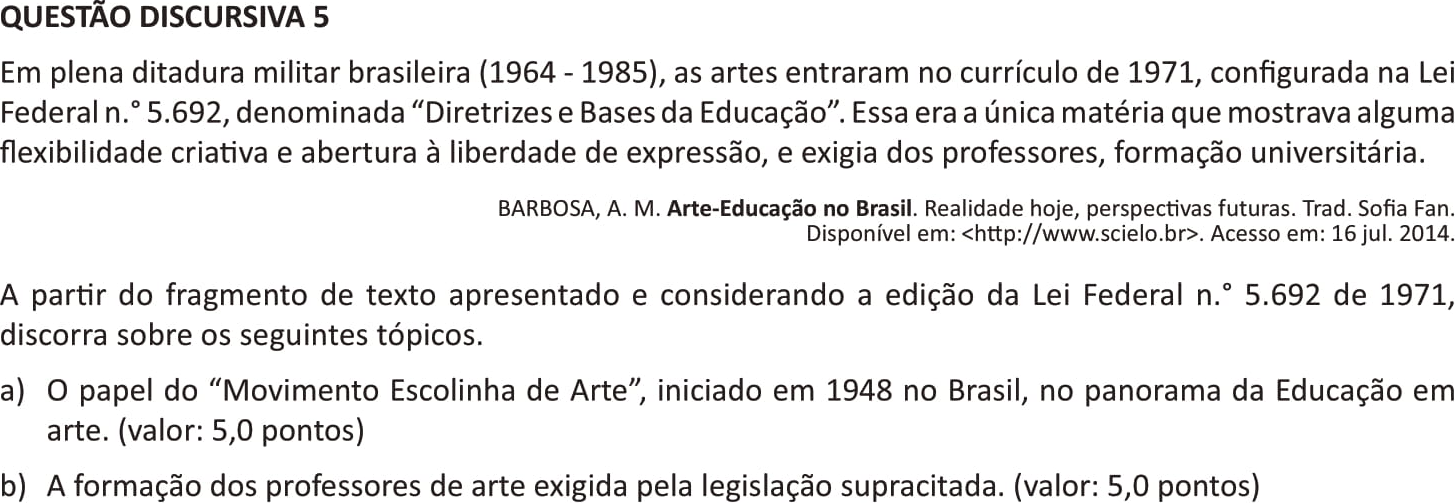 QUESTÃO DISCURSIVA 5
Em plena ditadura militar brasileira (1964 - 1985), as artes entraram no currículo de 1971, configurada na Lei
Federal n.° 5.692, denominada “Diretrizes e Bases da Educação”. Essa era a única matéria que mostrava alguma
flexibilidade criativa e abertura à liberdade de expressão, e exigia dos professores, formação universitária.
BARBOSA, A. M. Arte-Educação no Brasil. Realidade hoje, perspectivas futuras. Trad. Sofia Fan.
Disponível em: <http://www.scielo.br>. Acesso em: 16 jul. 2014.
A partir do fragmento de texto apresentado e considerando a edição da Lei Federal n.° 5.692 de 1971,
discorra sobre os seguintes tópicos.
a) O papel do “Movimento Escolinha de Arte”, iniciado em 1948 no Brasil, no panorama da Educação em
arte. (valor: 5,0 pontos)
b) A formação dos professores de arte exigida pela legislação supracitada. (valor: 5,0 pontos)